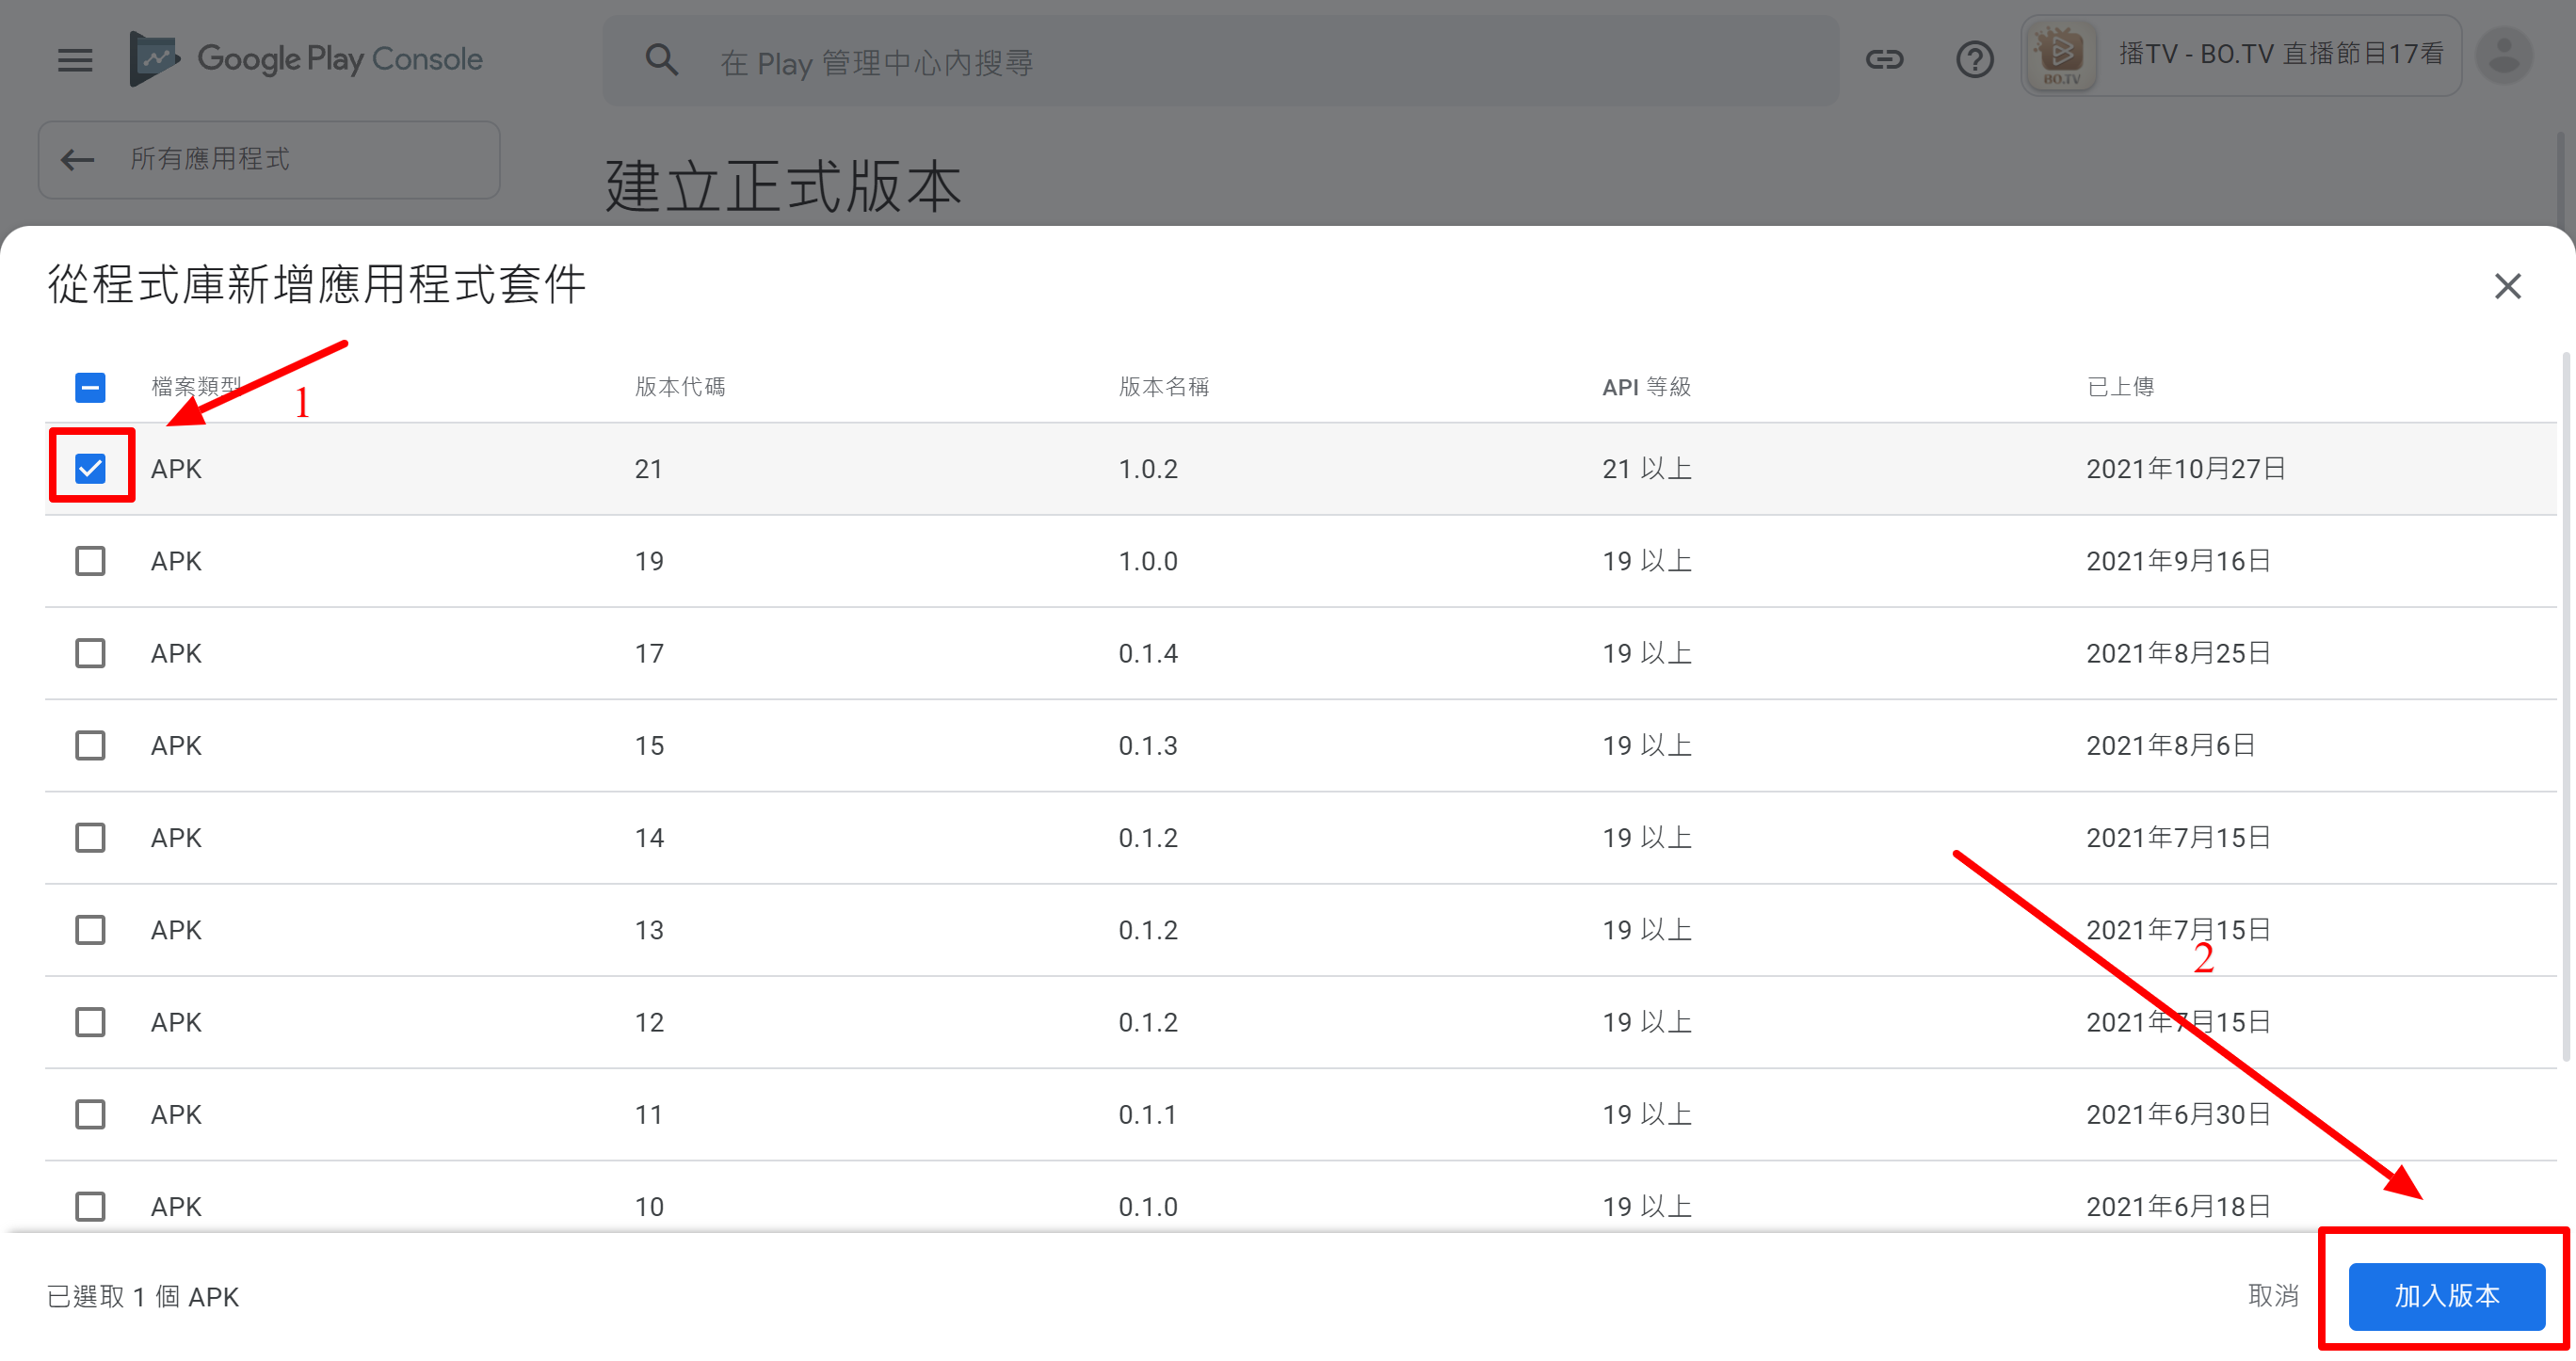 Google Play Console
在 Play 管理中心內搜尋
播TV - BO.TV 直播節目17看
BO.TV
所有應用程式
建立正式版本
從程式庫新增應用程式套件
1
檔案類型 版本代碼 版本名稱 API 等級 已上傳
APK 21 1.0.2 21 以上 2021年10月27日
APK 19 1.0.0 19 以上 2021年9月16日
APK 17 0.1.4 19 以上 2021年8月25日
APK 15 0.1.3 19 以上 2021年8月6日
APK 14 0.1.2 19 以上 2021年7月15日
APK 13 0.1.2 19 以上 2021年7月15日
2
APK 12 0.1.2 19 以上 2021年7月15日
APK 11 0.1.1 19 以上 2021年6月30日
APK 10 0.1.0 19 以上 2021年6月18日
已選取 1 個 APK
取消
加入版本